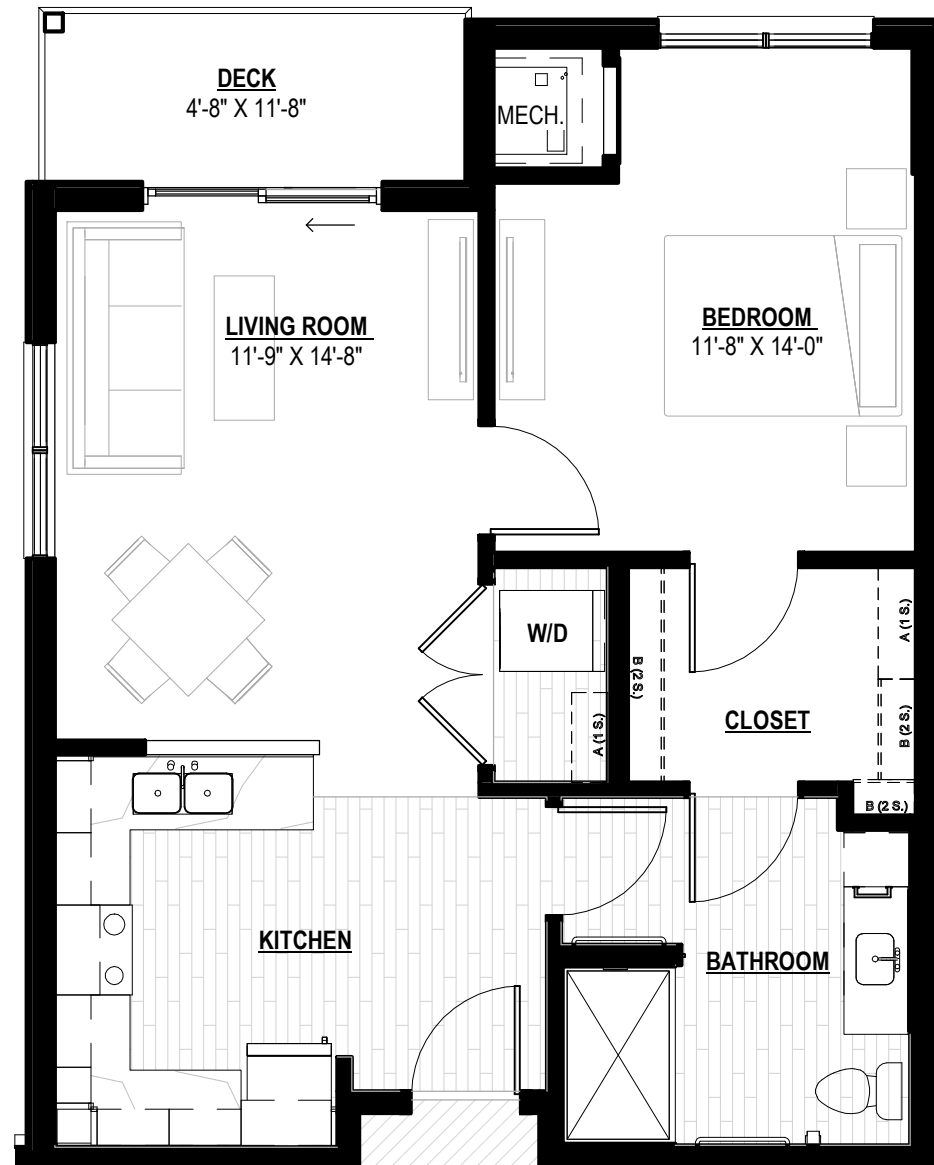 DECK
4'-8" X 11'-8"
MECH.
LIVING ROOM
11'-9" X 14'-8"
BEDROOM
11'-8" X 14'-0"
W/D
A (1 S.)
B (2 S.)
CLOSET
A (1 S.)
B (2 S.)
B (2 S.)
KITCHEN
BATHROOM